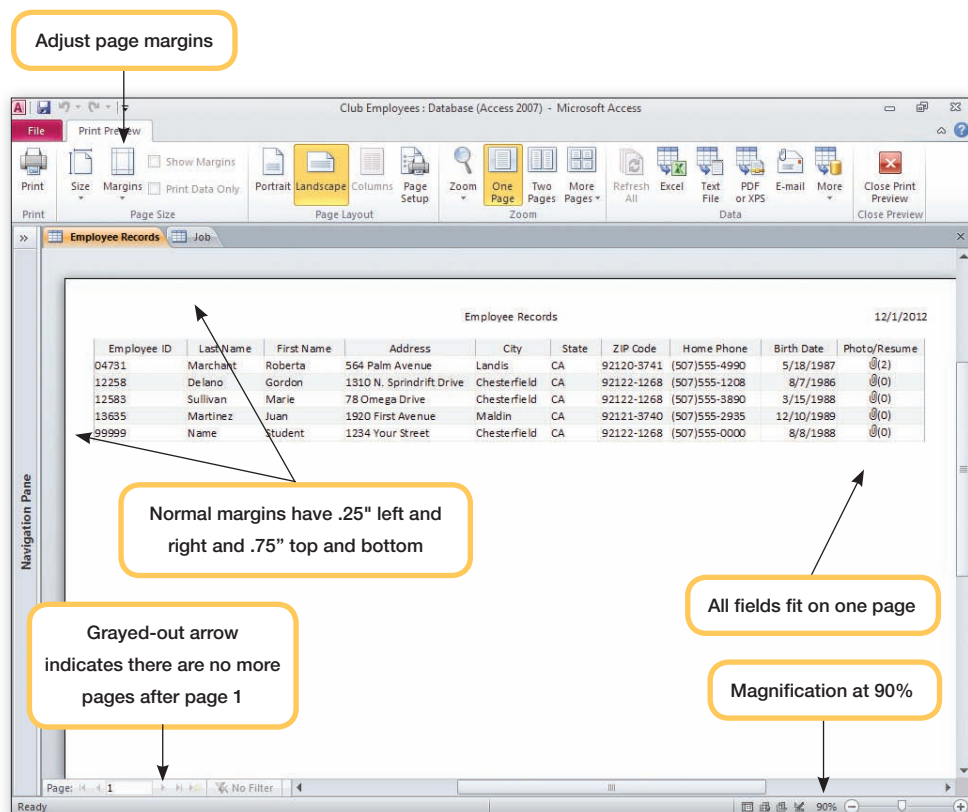 Adjust page margins
A
Club Employees : Database (Access 2007) - Microsoft Access
File
Print Preview
Print
Size
Margins
Show Margins
Print Data Only
Portrait
Landscape
Columns
Page Setup
Zoom
One Page
Two Pages
More Pages
Refresh All
Excel
Text File
PDF or XPS
E-mail
More
Close Print Preview
Print
Page Size
Page Layout
Zoom
Data
Close Preview
Employee Records
Job
Employee Records
12/1/2012
Employee ID Last Name First Name Address City State ZIP Code Home Phone Birth Date Photo/Resume
04731 Marchant Roberta 564 Palm Avenue Landis CA 92120-3741 (507)555-4990 5/18/1987 (2)
12258 Delano Gordon 1310 N. Sprindrift Drive Chesterfield CA 92122-1268 (507)555-1208 8/7/1986 (0)
12583 Sullivan Marie 78 Omega Drive Chesterfield CA 92122-1268 (507)555-3890 3/15/1988 (0)
13635 Martinez Juan 1920 First Avenue Maldin CA 92121-3740 (507)555-2935 12/10/1989 (0)
99999 Name Student 1234 Your Street Chesterfield CA 92122-1268 (507)555-0000 8/8/1988 (0)
Navigation Pane
Normal margins have .25" left and
right and .75” top and bottom
All fields fit on one page
Grayed-out arrow
indicates there are no more
pages after page 1
Magnification at 90%
Page: 1
No Filter
Ready
90%